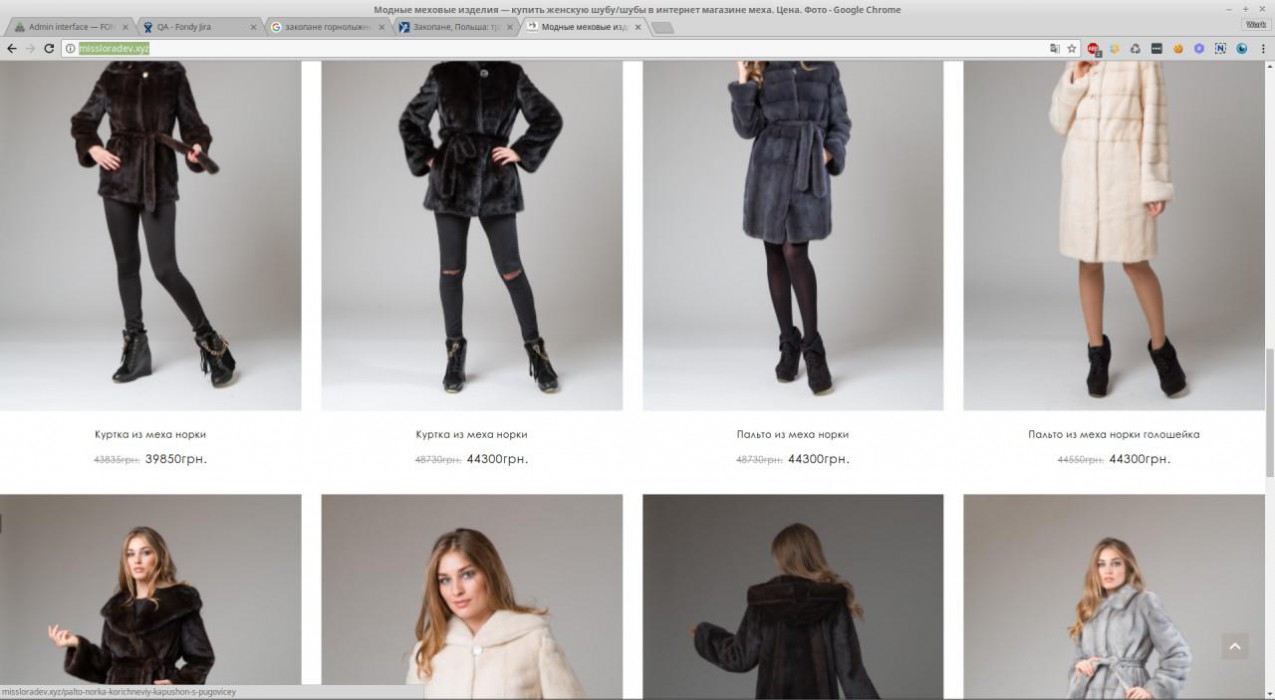 Модные меховые изделия — купить женскую шубу/шубы в интернет магазине меха. Цена. Фото - Google Chrome
Admin interface — FON
QA - Fondy Jira
закопане горнолыжн
Закопане, Польша: ту
Модные меховые изд
Work
missloradev.xyz
Куртка из меха норки
Куртка из меха норки
Пальто из меха норки
Пальто из меха норки голошейка
43835грн. 39850грн.
48730грн. 44300грн.
48730грн. 44300грн.
44550грн. 44300грн.
missloradev.xyz/palto-norka-korichneviy-kapushon-s-pugovicey